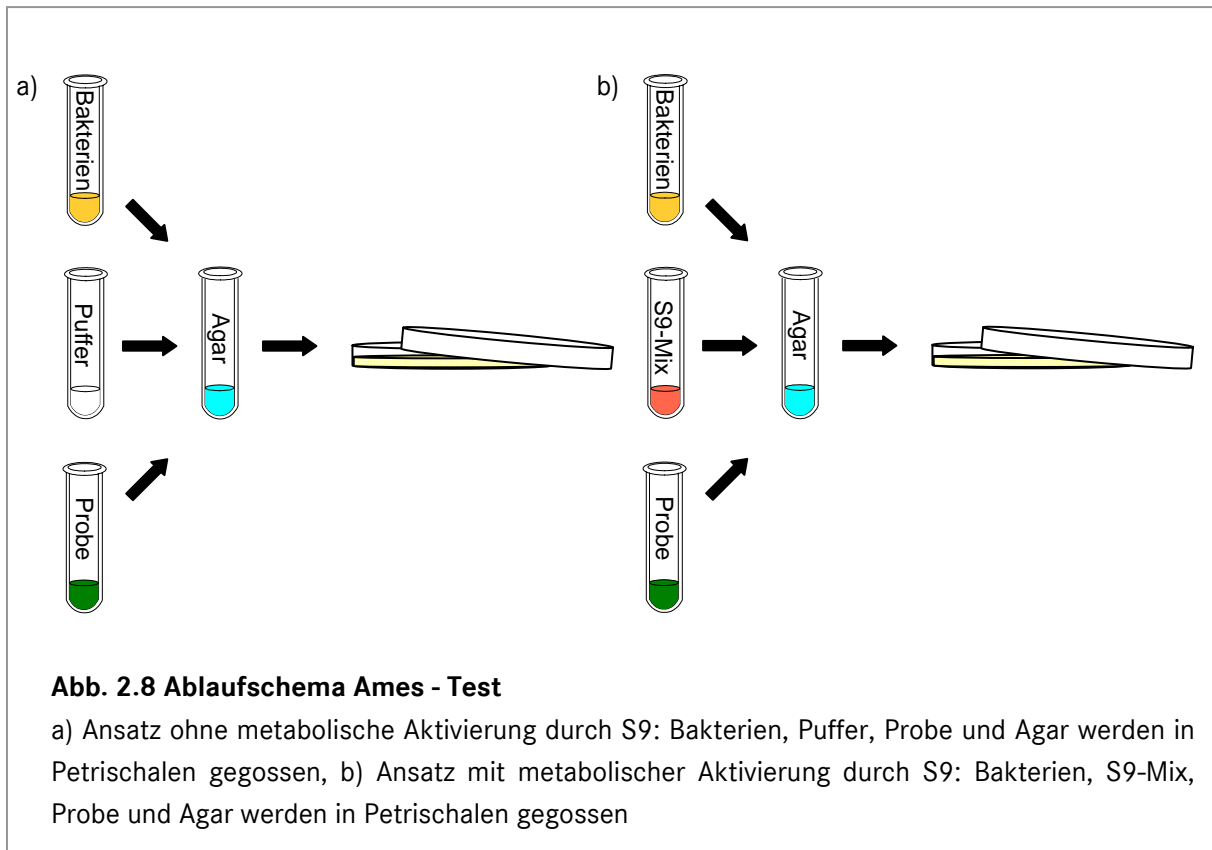 a)
Bakterien
Puffer
Agar
Probe
b)
Bakterien
S9-Mix
Agar
Probe
Abb. 2.8 Ablaufschema Ames - Test
a) Ansatz ohne metabolische Aktivierung durch S9: Bakterien, Puffer, Probe und Agar werden in
Petrischalen gegossen, b) Ansatz mit metabolischer Aktivierung durch S9: Bakterien, S9-Mix,
Probe und Agar werden in Petrischalen gegossen